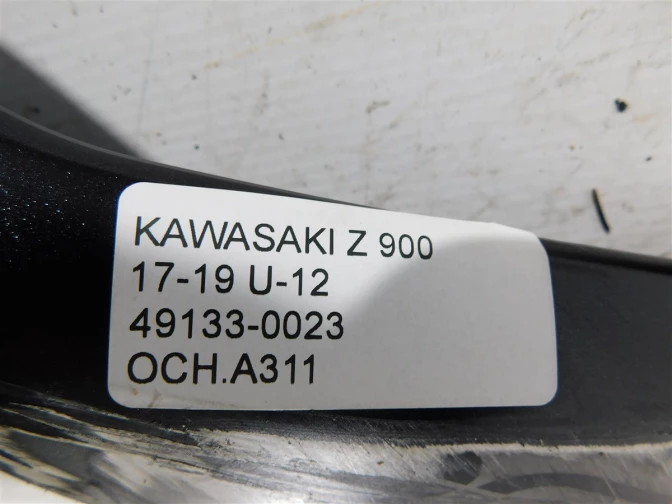 KAWASAKI Z 900
17-19 U-12
49133-0023
OCH.A311